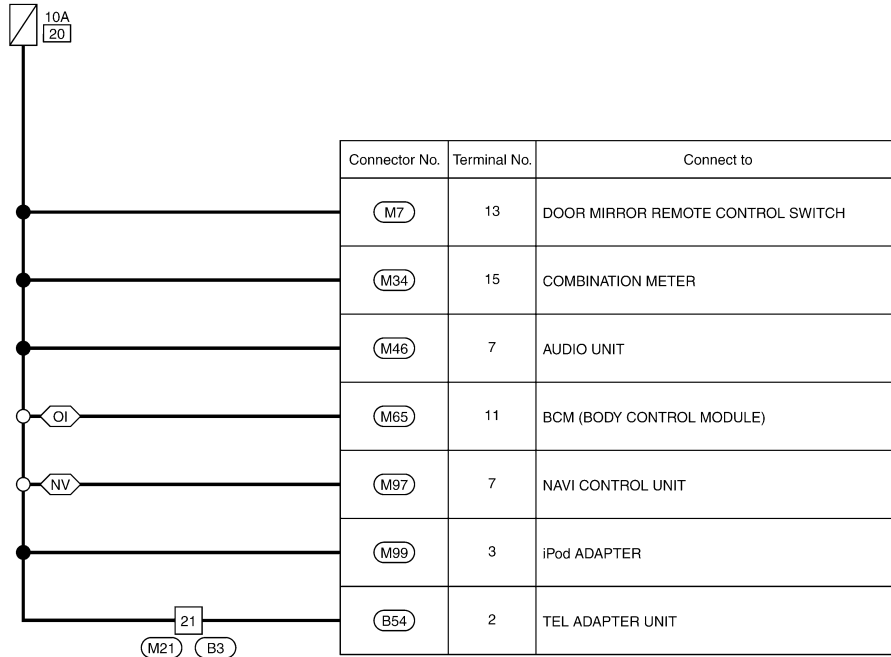 10A
20
Connector No. Terminal No. Connect to
M7 13 DOOR MIRROR REMOTE CONTROL SWITCH
M34 15 COMBINATION METER
M46 7 AUDIO UNIT
OI M65 11 BCM (BODY CONTROL MODULE)
NV M97 7 NAVI CONTROL UNIT
M99 3 iPod ADAPTER
21 B54 2 TEL ADAPTER UNIT
M21 B3